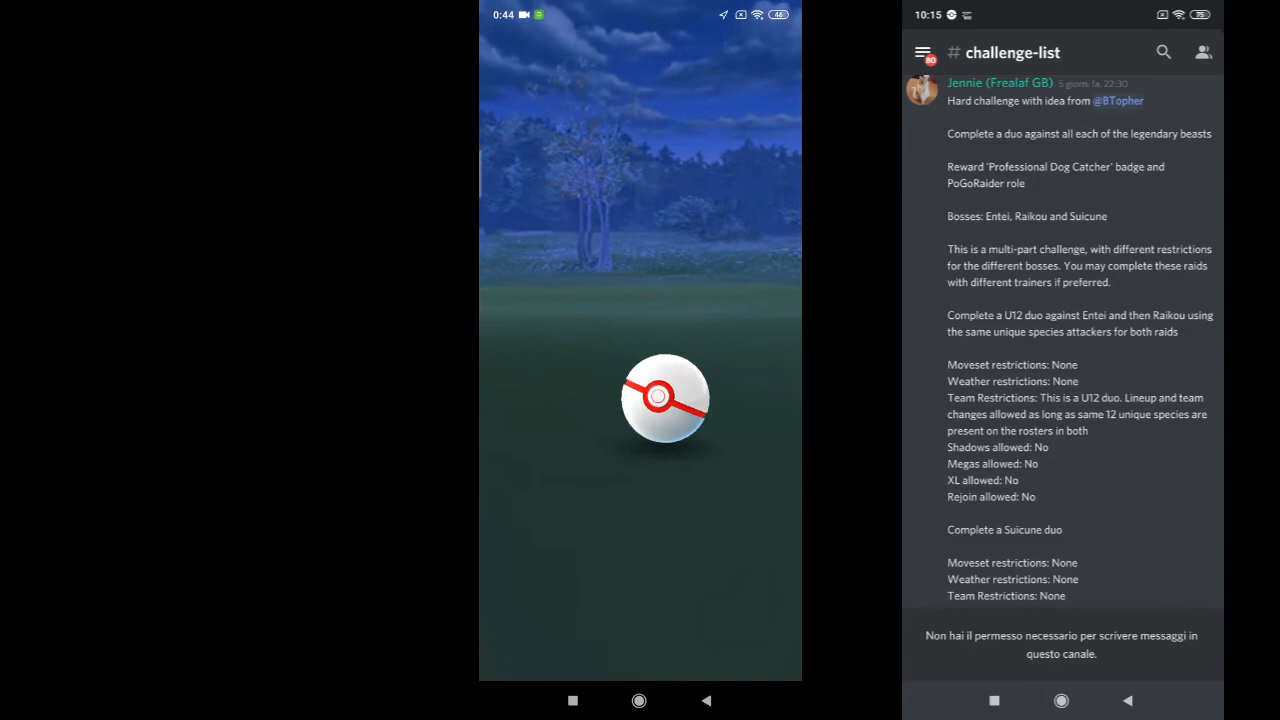 0:44
46
10:15
75
80
# challenge-list
Jennie (Frealaf GB) 5 giorni fa, 22:30
Hard challenge with idea from @BTopher
Complete a duo against all each of the legendary beasts
Reward 'Professional Dog Catcher' badge and
PoGoRaider role
Bosses: Entei, Raikou and Suicune
This is a multi-part challenge, with different restrictions
for the different bosses. You may complete these raids
with different trainers if preferred.
Complete a U12 duo against Entei and then Raikou using
the same unique species attackers for both raids
Moveset restrictions: None
Weather restrictions: None
Team Restrictions: This is a U12 duo. Lineup and team
changes allowed as long as same 12 unique species are
present on the rosters in both
Shadows allowed: No
Megas allowed: No
XL allowed: No
Rejoin allowed: No
Complete a Suicune duo
Moveset restrictions: None
Weather restrictions: None
Team Restrictions: None
Non hai il permesso necessario per scrivere messaggi in
questo canale.